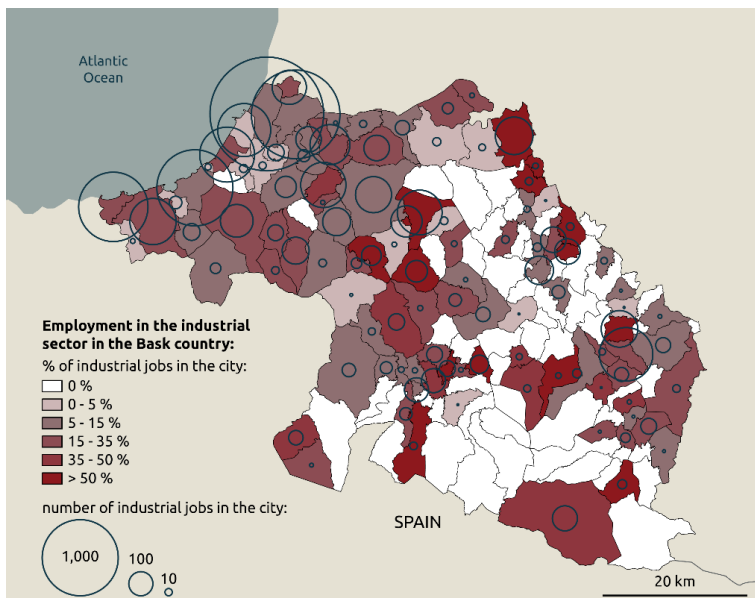 Atlantic
Ocean
Employment in the industrial
sector in the Bask country:
% of industrial jobs in the city:
0 %
0 - 5 %
5 - 15 %
15 - 35 %
35 - 50 %
> 50 %
number of industrial jobs in the city:
1,000
100
10
SPAIN
20 km